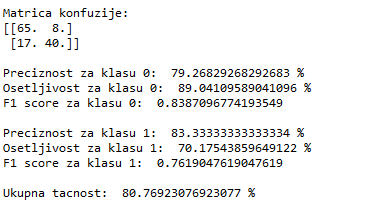 Matrica konfuzije:
[[65.  8.]
 [17. 40.]]
Preciznost za klasu 0:  79.26829268292683 %
Osetljivost za klasu 0:  89.04109589041096 %
F1 score za klasu 0:  0.8387096774193549
Preciznost za klasu 1:  83.33333333333334 %
Osetljivost za klasu 1:  70.17543859649122 %
F1 score za klasu 1:  0.7619047619047619
Ukupna tacnost:  80.76923076923077 %